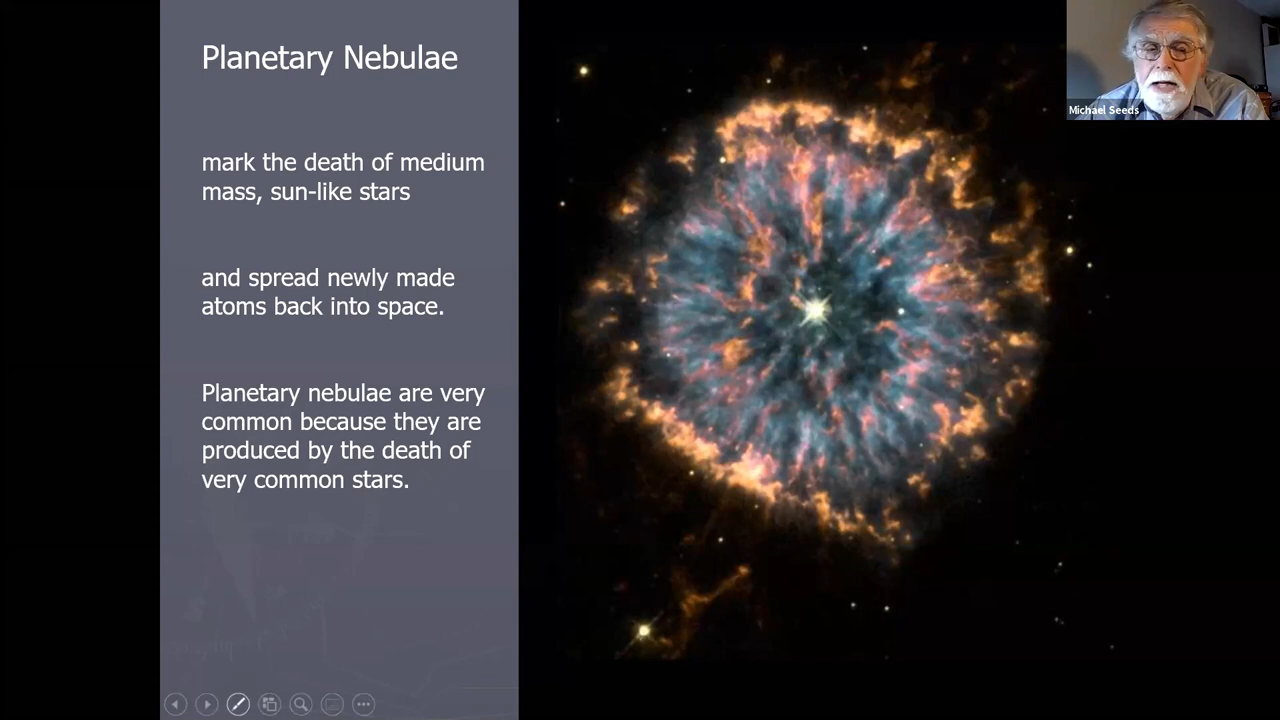 Planetary Nebulae
mark the death of medium
mass, sun-like stars
and spread newly made
atoms back into space.
Planetary nebulae are very
common because they are
produced by the death of
very common stars.
Michael Seeds